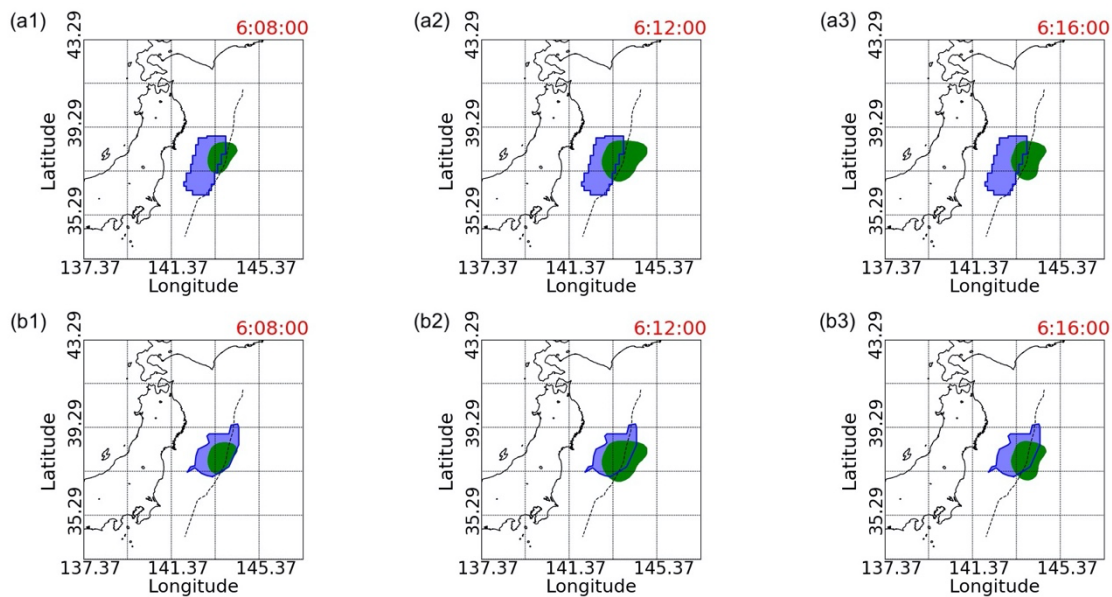 (a1) 6:08:00
43.29
39.29
35.29
Latitude
137.37 141.37 145.37
Longitude
(a2) 6:12:00
43.29
39.29
35.29
Latitude
137.37 141.37 145.37
Longitude
(a3) 6:16:00
43.29
39.29
35.29
Latitude
137.37 141.37 145.37
Longitude
(b1) 6:08:00
43.29
39.29
35.29
Latitude
137.37 141.37 145.37
Longitude
(b2) 6:12:00
43.29
39.29
35.29
Latitude
137.37 141.37 145.37
Longitude
(b3) 6:16:00
43.29
39.29
35.29
Latitude
137.37 141.37 145.37
Longitude